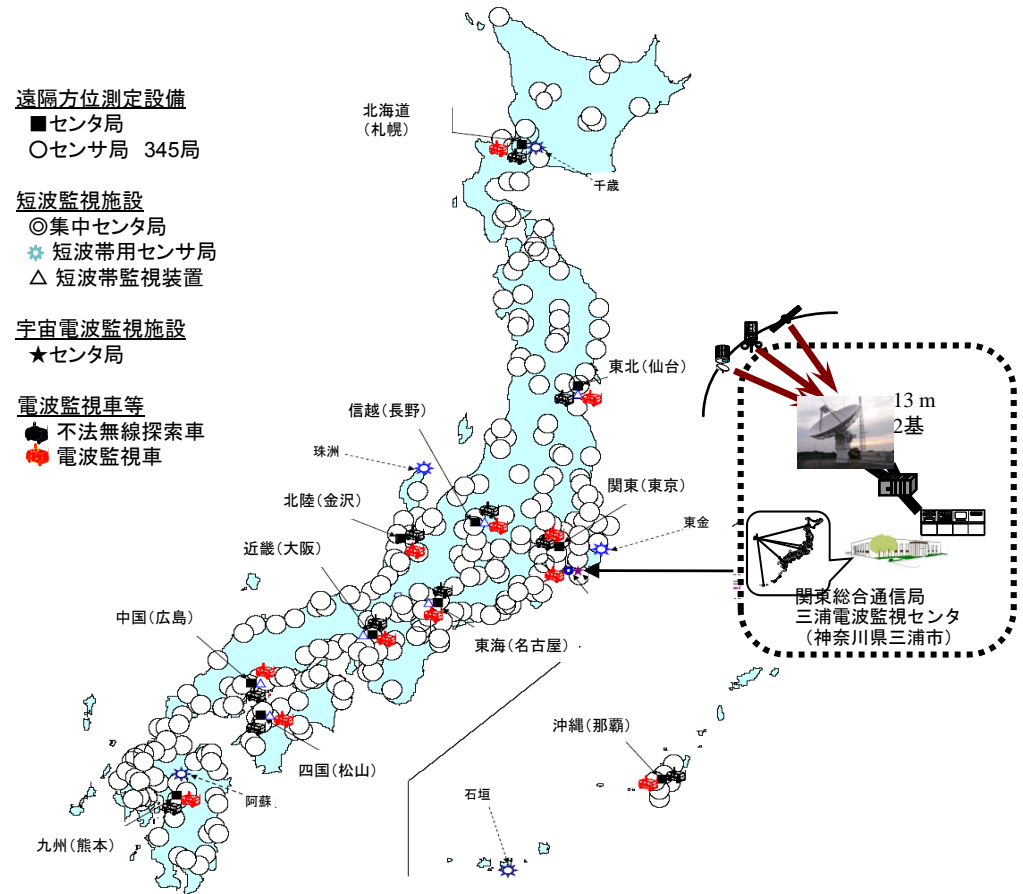 遠隔方位測定設備
■センタ局
○センサ局 345局
短波監視施設
◎集中センタ局
短波帯用センサ局
△ 短波帯監視装置
宇宙電波監視施設
★センタ局
電波監視車等
不法無線探索車
電波監視車
北海道
(札幌)
千歳
東北(仙台)
信越(長野)
珠洲
北陸(金沢)
関東(東京)
東金
近畿(大阪)
中国(広島)
東海(名古屋)
四国(松山)
阿蘇
九州(熊本)
沖縄(那覇)
石垣
13 m
2基
関東総合通信局
三浦電波監視センタ
(神奈川県三浦市)